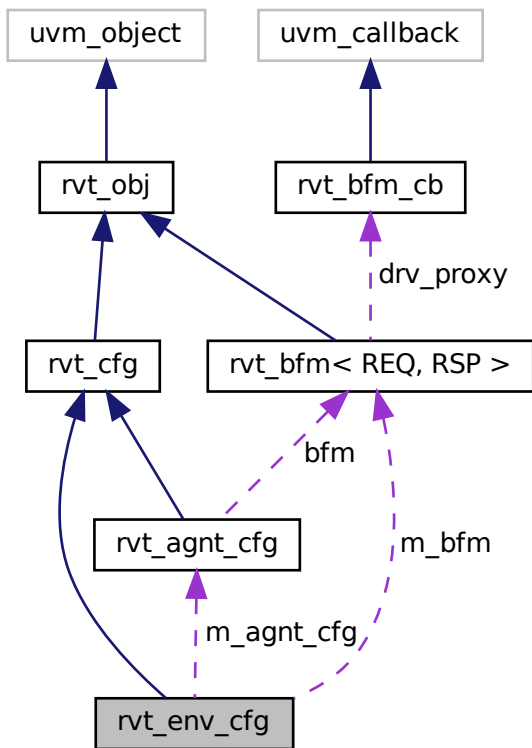 uvm_object
uvm_callback
rvt_obj
rvt_bfm_cb
drv_proxy
rvt_cfg
rvt_bfm< REQ, RSP >
bfm
rvt_agnt_cfg
m_bfm
m_agnt_cfg
rvt_env_cfg